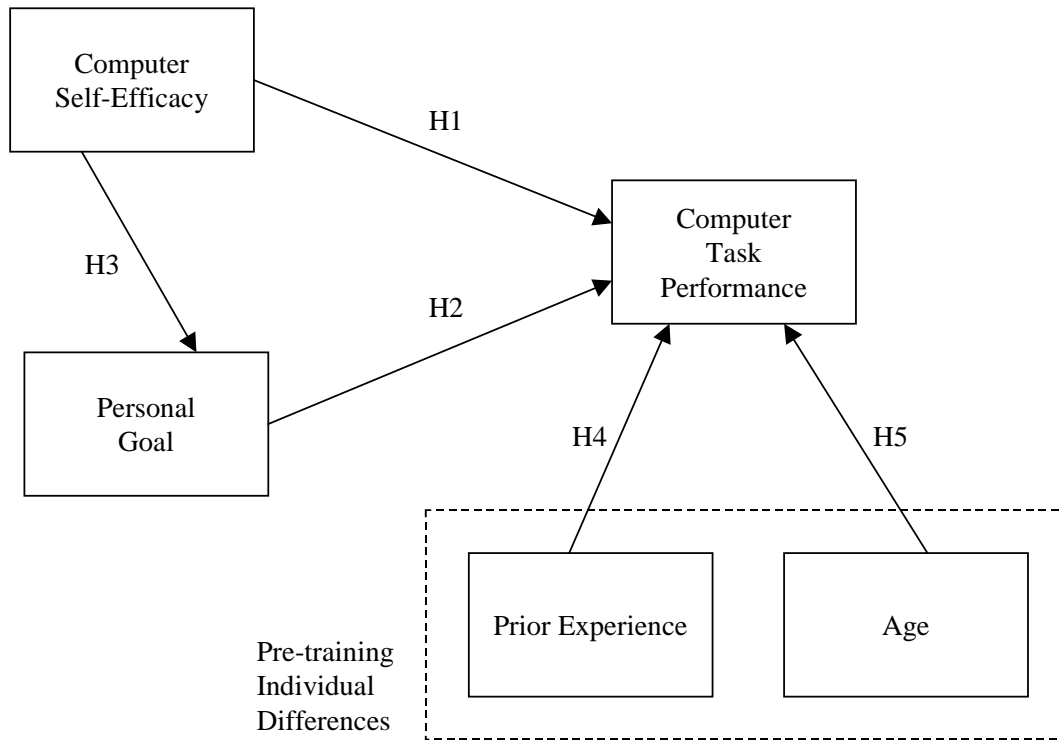 Computer
Self-Efficacy
H1
Computer
Task
Performance
H3
H2
Personal
Goal
H4
H5
Prior Experience
Age
Pre-training
Individual
Differences